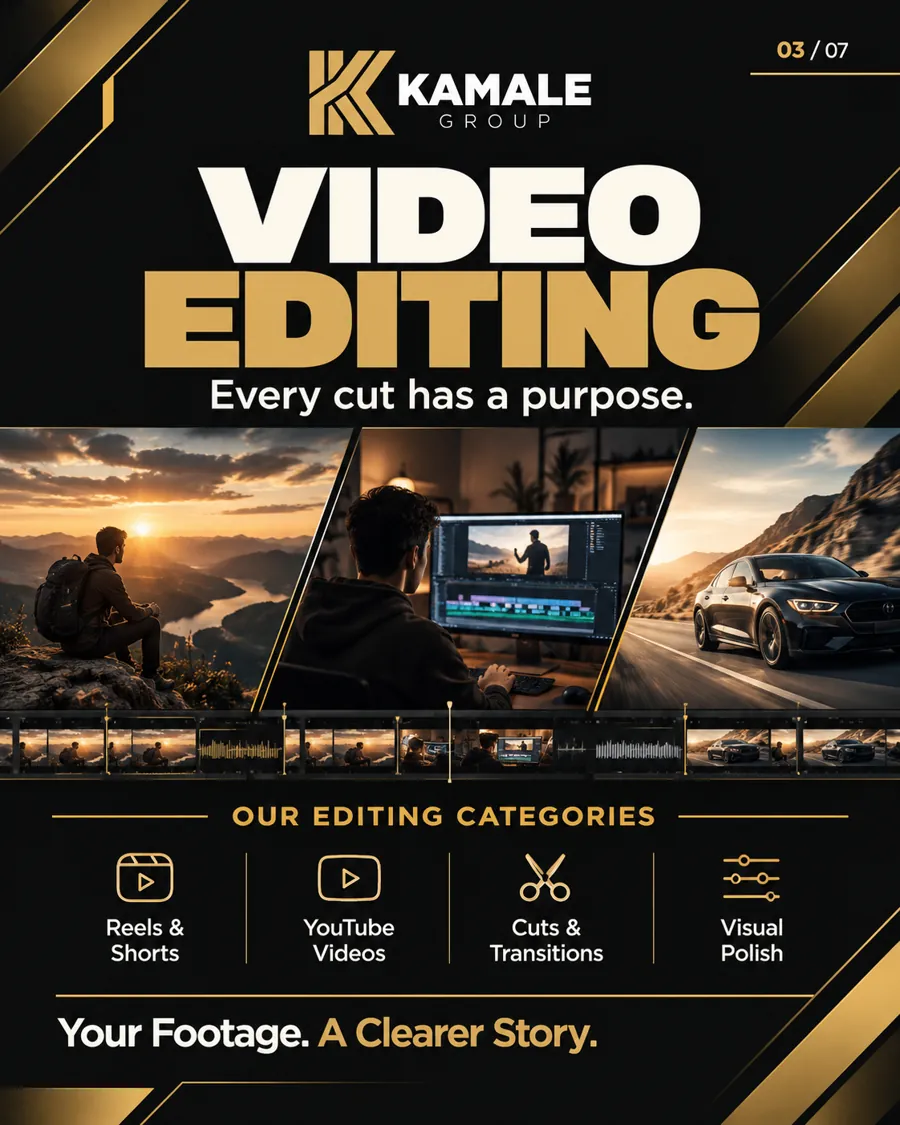 03 / 07
KAMALE
GROUP
VIDEO
EDITING
Every cut has a purpose.
OUR EDITING CATEGORIES
Reels &
Shorts
YouTube
Videos
Cuts &
Transitions
Visual
Polish
Your Footage. A Clearer Story.